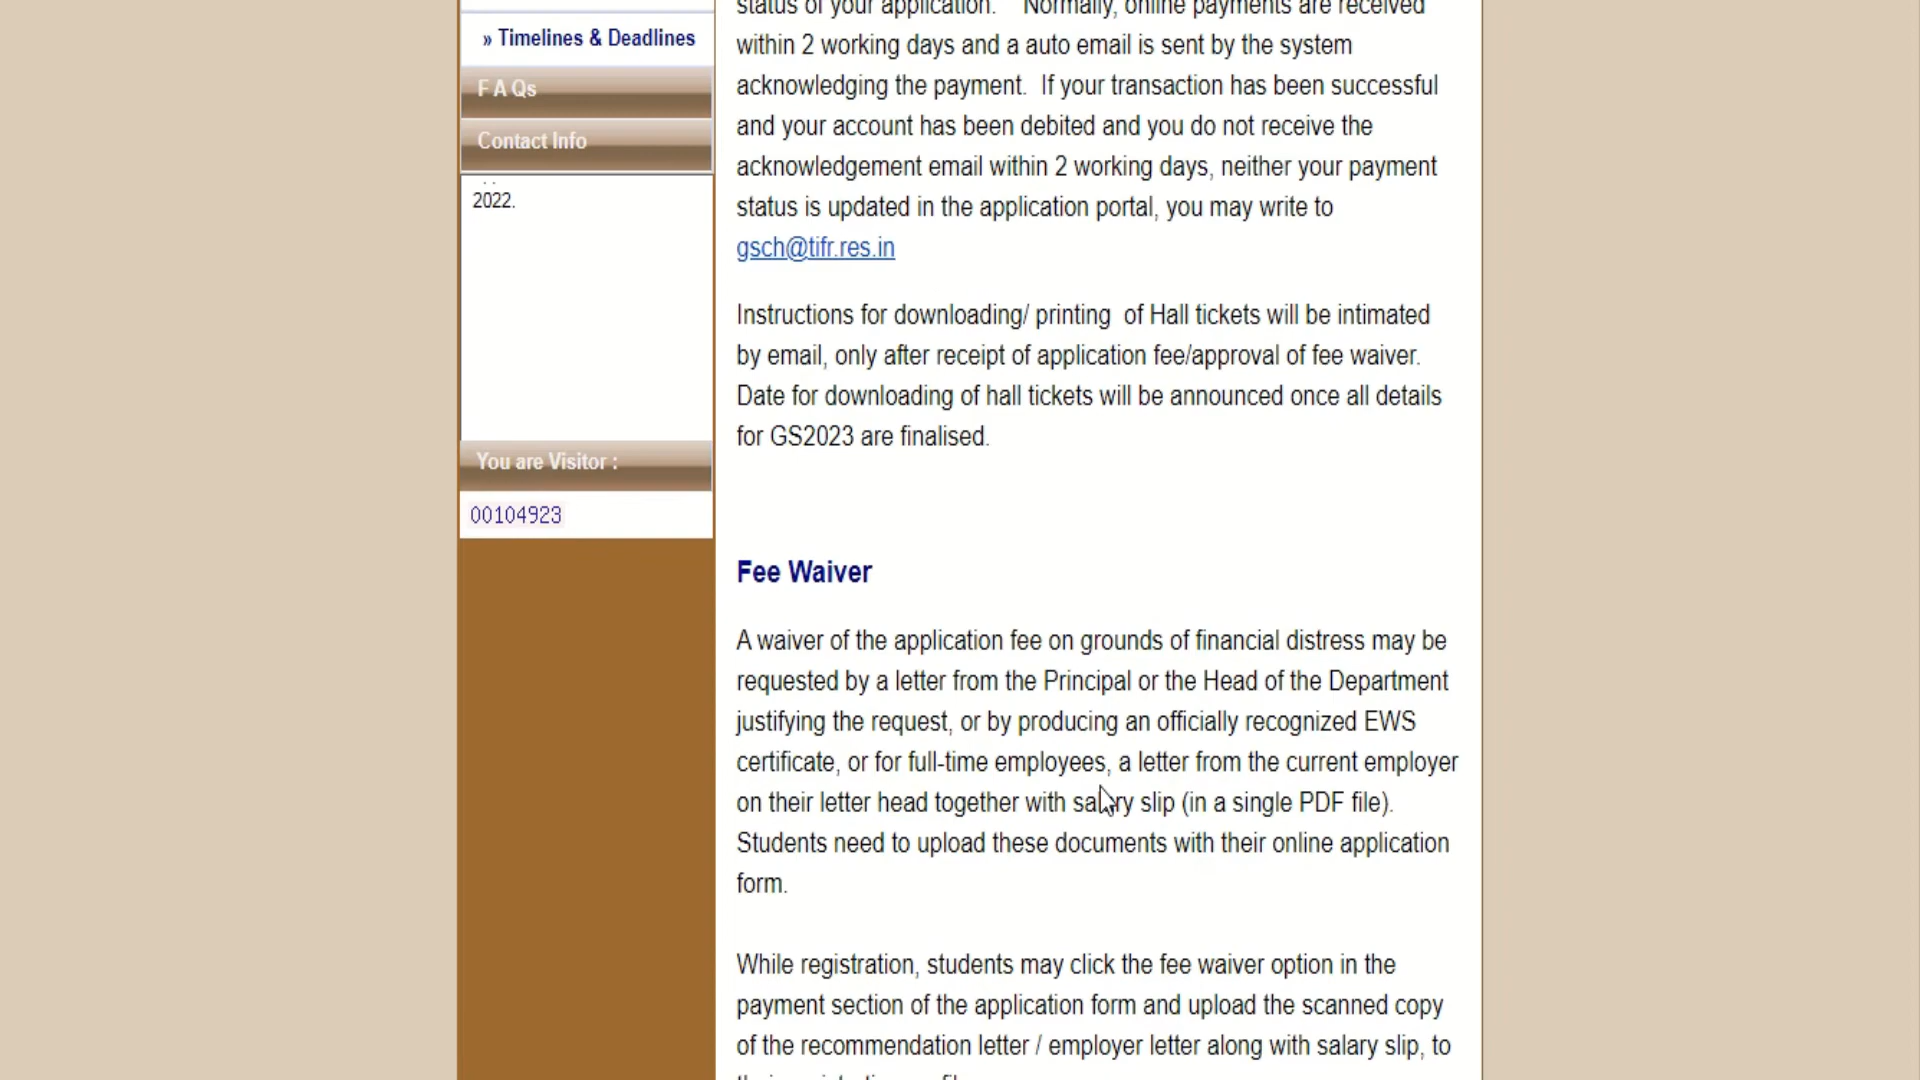 » Timelines & Deadlines
F A Qs
Contact Info
2022.
You are Visitor :
00104923
status of your application. Normally, online payments are received
within 2 working days and a auto email is sent by the system
acknowledging the payment. If your transaction has been successful
and your account has been debited and you do not receive the
acknowledgement email within 2 working days, neither your payment
status is updated in the application portal, you may write to
gsch@tifr.res.in
Instructions for downloading/ printing of Hall tickets will be intimated
by email, only after receipt of application fee/approval of fee waiver.
Date for downloading of hall tickets will be announced once all details
for GS2023 are finalised.
Fee Waiver
A waiver of the application fee on grounds of financial distress may be
requested by a letter from the Principal or the Head of the Department
justifying the request, or by producing an officially recognized EWS
certificate, or for full-time employees, a letter from the current employer
on their letter head together with salary slip (in a single PDF file).
Students need to upload these documents with their online application
form.
While registration, students may click the fee waiver option in the
payment section of the application form and upload the scanned copy
of the recommendation letter / employer letter along with salary slip, to